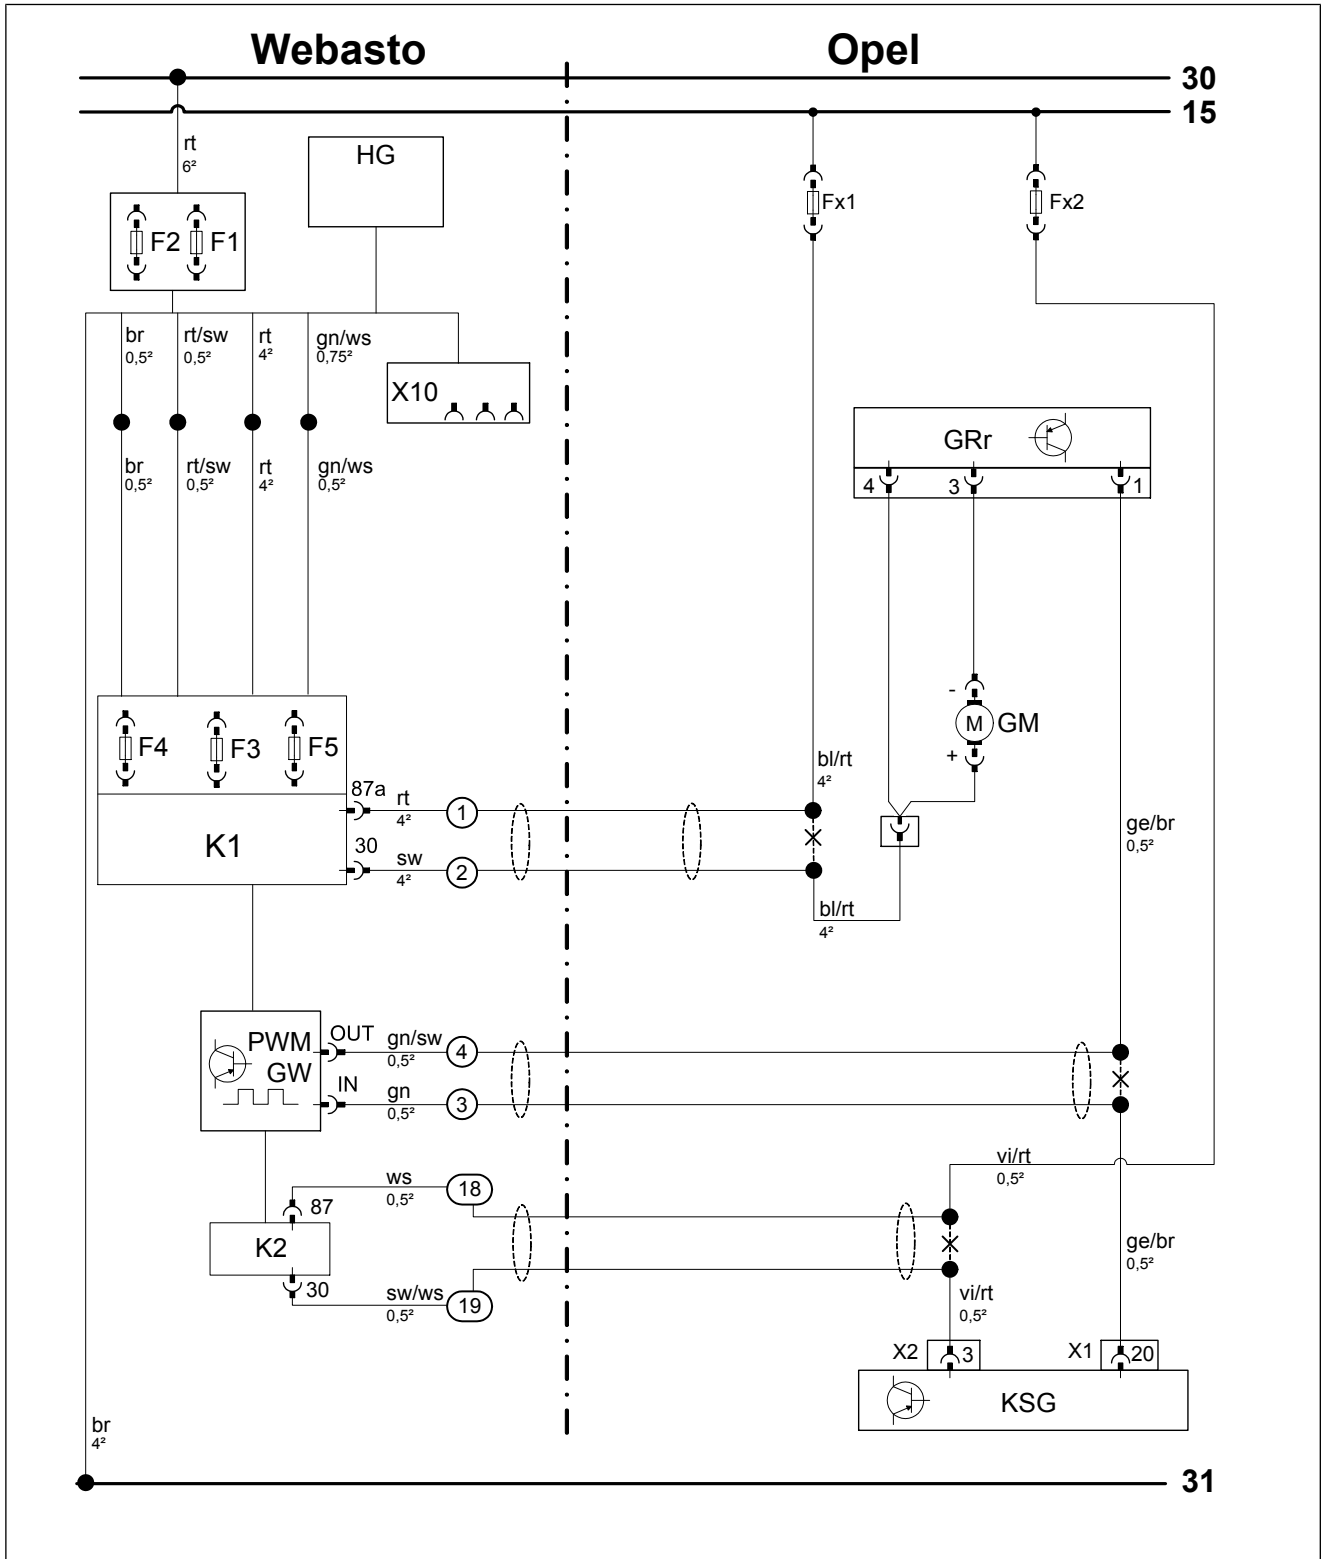 Webasto
Opel
30
15
rt
6²
HG
F2
F1
Fx1
Fx2
br
0,5²
rt/sw
0,5²
rt
4²
gn/ws
0,75²
X10
GRr
4
3
1
br
0,5²
rt/sw
0,5²
rt
4²
gn/ws
0,5²
-
M
GM
+
F4
F3
F5
bl/rt
4²
87a
rt
4²
1
K1
30
sw
4²
2
ge/br
0,5²
bl/rt
4²
PWM
GW
OUT
gn/sw
0,5²
4
IN
gn
0,5²
3
vi/rt
0,5²
ws
0,5²
18
87
K2
30
sw/ws
0,5²
19
ge/br
0,5²
vi/rt
0,5²
X2
3
X1
20
KSG
br
4²
31